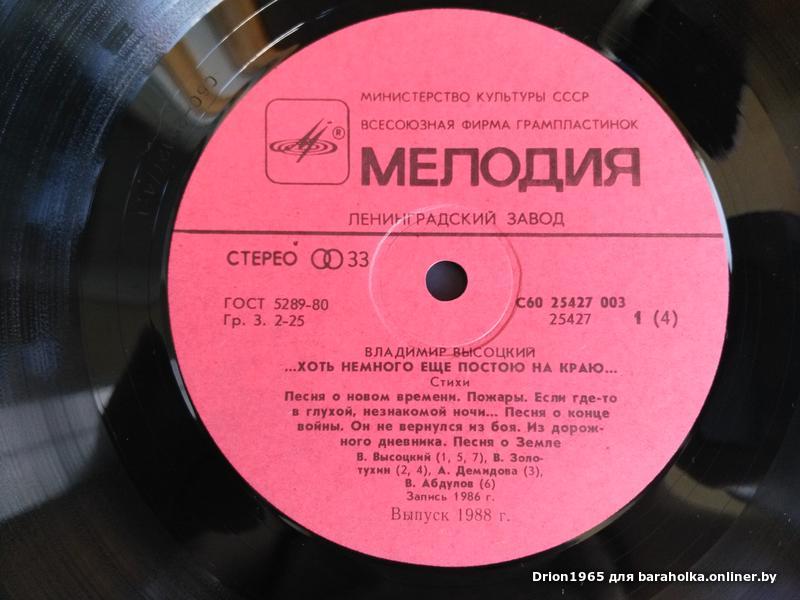 МИНИСТЕРСТВО КУЛЬТУРЫ СССР
ВСЕСОЮЗНАЯ ФИРМА ГРАМПЛАСТИНОК
®
МЕЛОДИЯ
ЛЕНИНГРАДСКИЙ ЗАВОД
СТЕРЕО 33
ГОСТ 5289-80
Гр. 3. 2-25
С60 25427 003
25427 1 (4)
ВЛАДИМИР ВЫСОЦКИЙ
...ХОТЬ НЕМНОГО ЕЩЕ ПОСТОЮ НА КРАЮ...
Стихи
Песня о новом времени. Пожары. Если где-то
в глухой, незнакомой ночи... Песня о конце
войны. Он не вернулся из боя. Из дорож-
ного дневника. Песня о Земле
В. Высоцкий (1, 5, 7), В. Золо-
тухин (2, 4), А. Демидова (3),
В. Абдулов (6)
Запись 1986 г.
Выпуск 1988 г.
Drion1965 для baraholka.onliner.by